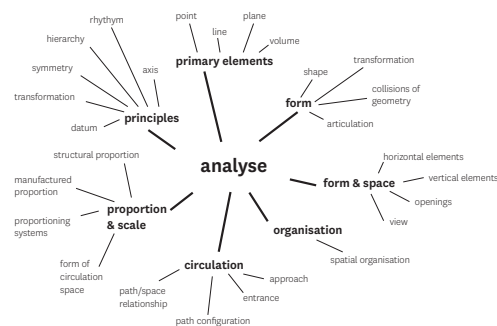 rhythym
point
plane
line
hierarchy
volume
primary elements
symmetry
axis
shape
transformation
transformation
form
collisions of
geometry
principles
datum
articulation
structural proportion
analyse
horizontal elements
manufactured
proportion
form & space
vertical elements
openings
proportion
& scale
proportioning
systems
view
organisation
form of
circulation
space
circulation
spatial organisation
path/space
relationship
approach
entrance
path configuration